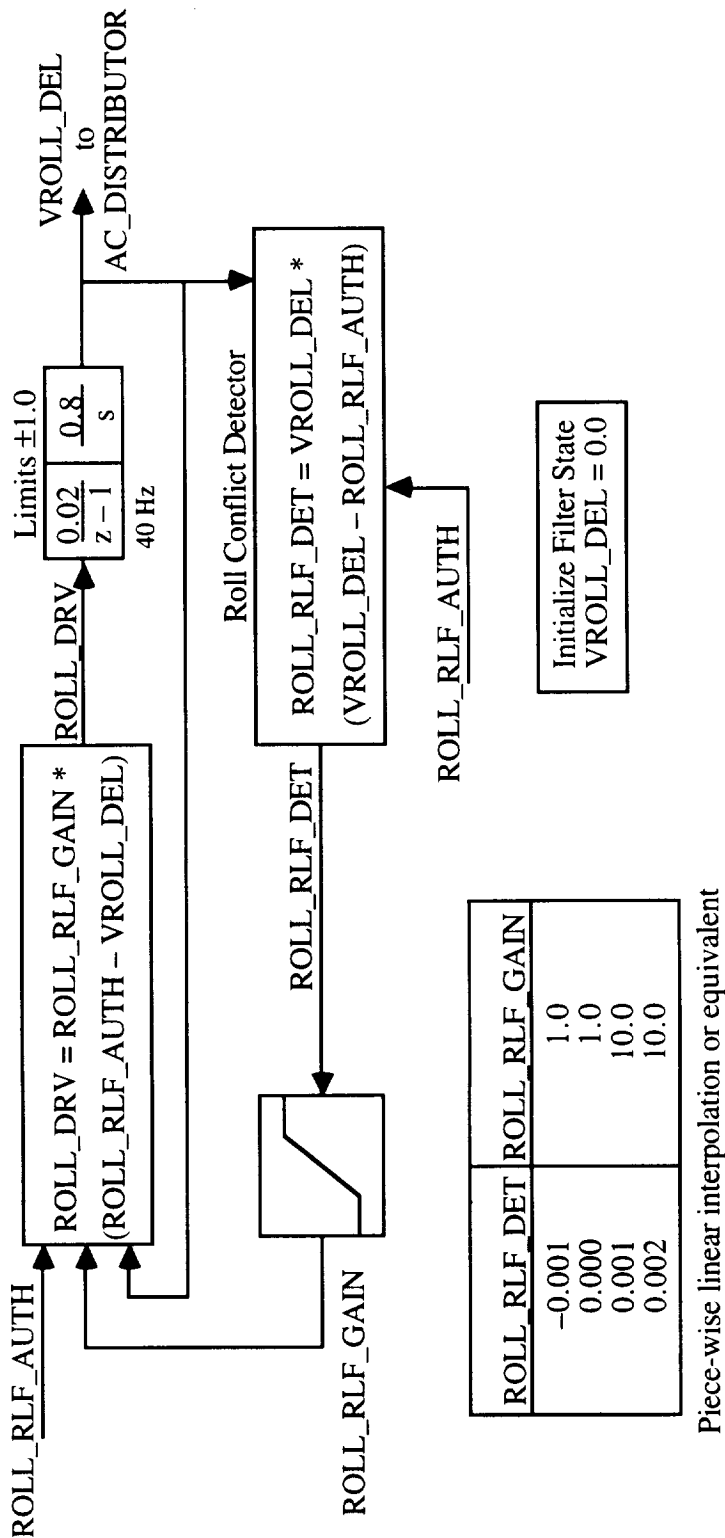 ROLL_RLF_AUTH
ROLL_DRV = ROLL_RLF_GAIN *
(ROLL_RLF_AUTH – VROLL_DEL)
ROLL_DRV
Limits ±1.0
0.02
z – 1
0.8
s
40 Hz
VROLL_DEL
to
AC_DISTRIBUTOR
Roll Conflict Detector
ROLL_RLF_DET = VROLL_DEL *
(VROLL_DEL – ROLL_RLF_AUTH)
ROLL_RLF_DET
ROLL_RLF_GAIN
ROLL_RLF_AUTH
ROLL_RLF_DET ROLL_RLF_GAIN
–0.001 1.0
0.000 1.0
0.001 10.0
0.002 10.0
Piece-wise linear interpolation or equivalent
Initialize Filter State
VROLL_DEL = 0.0